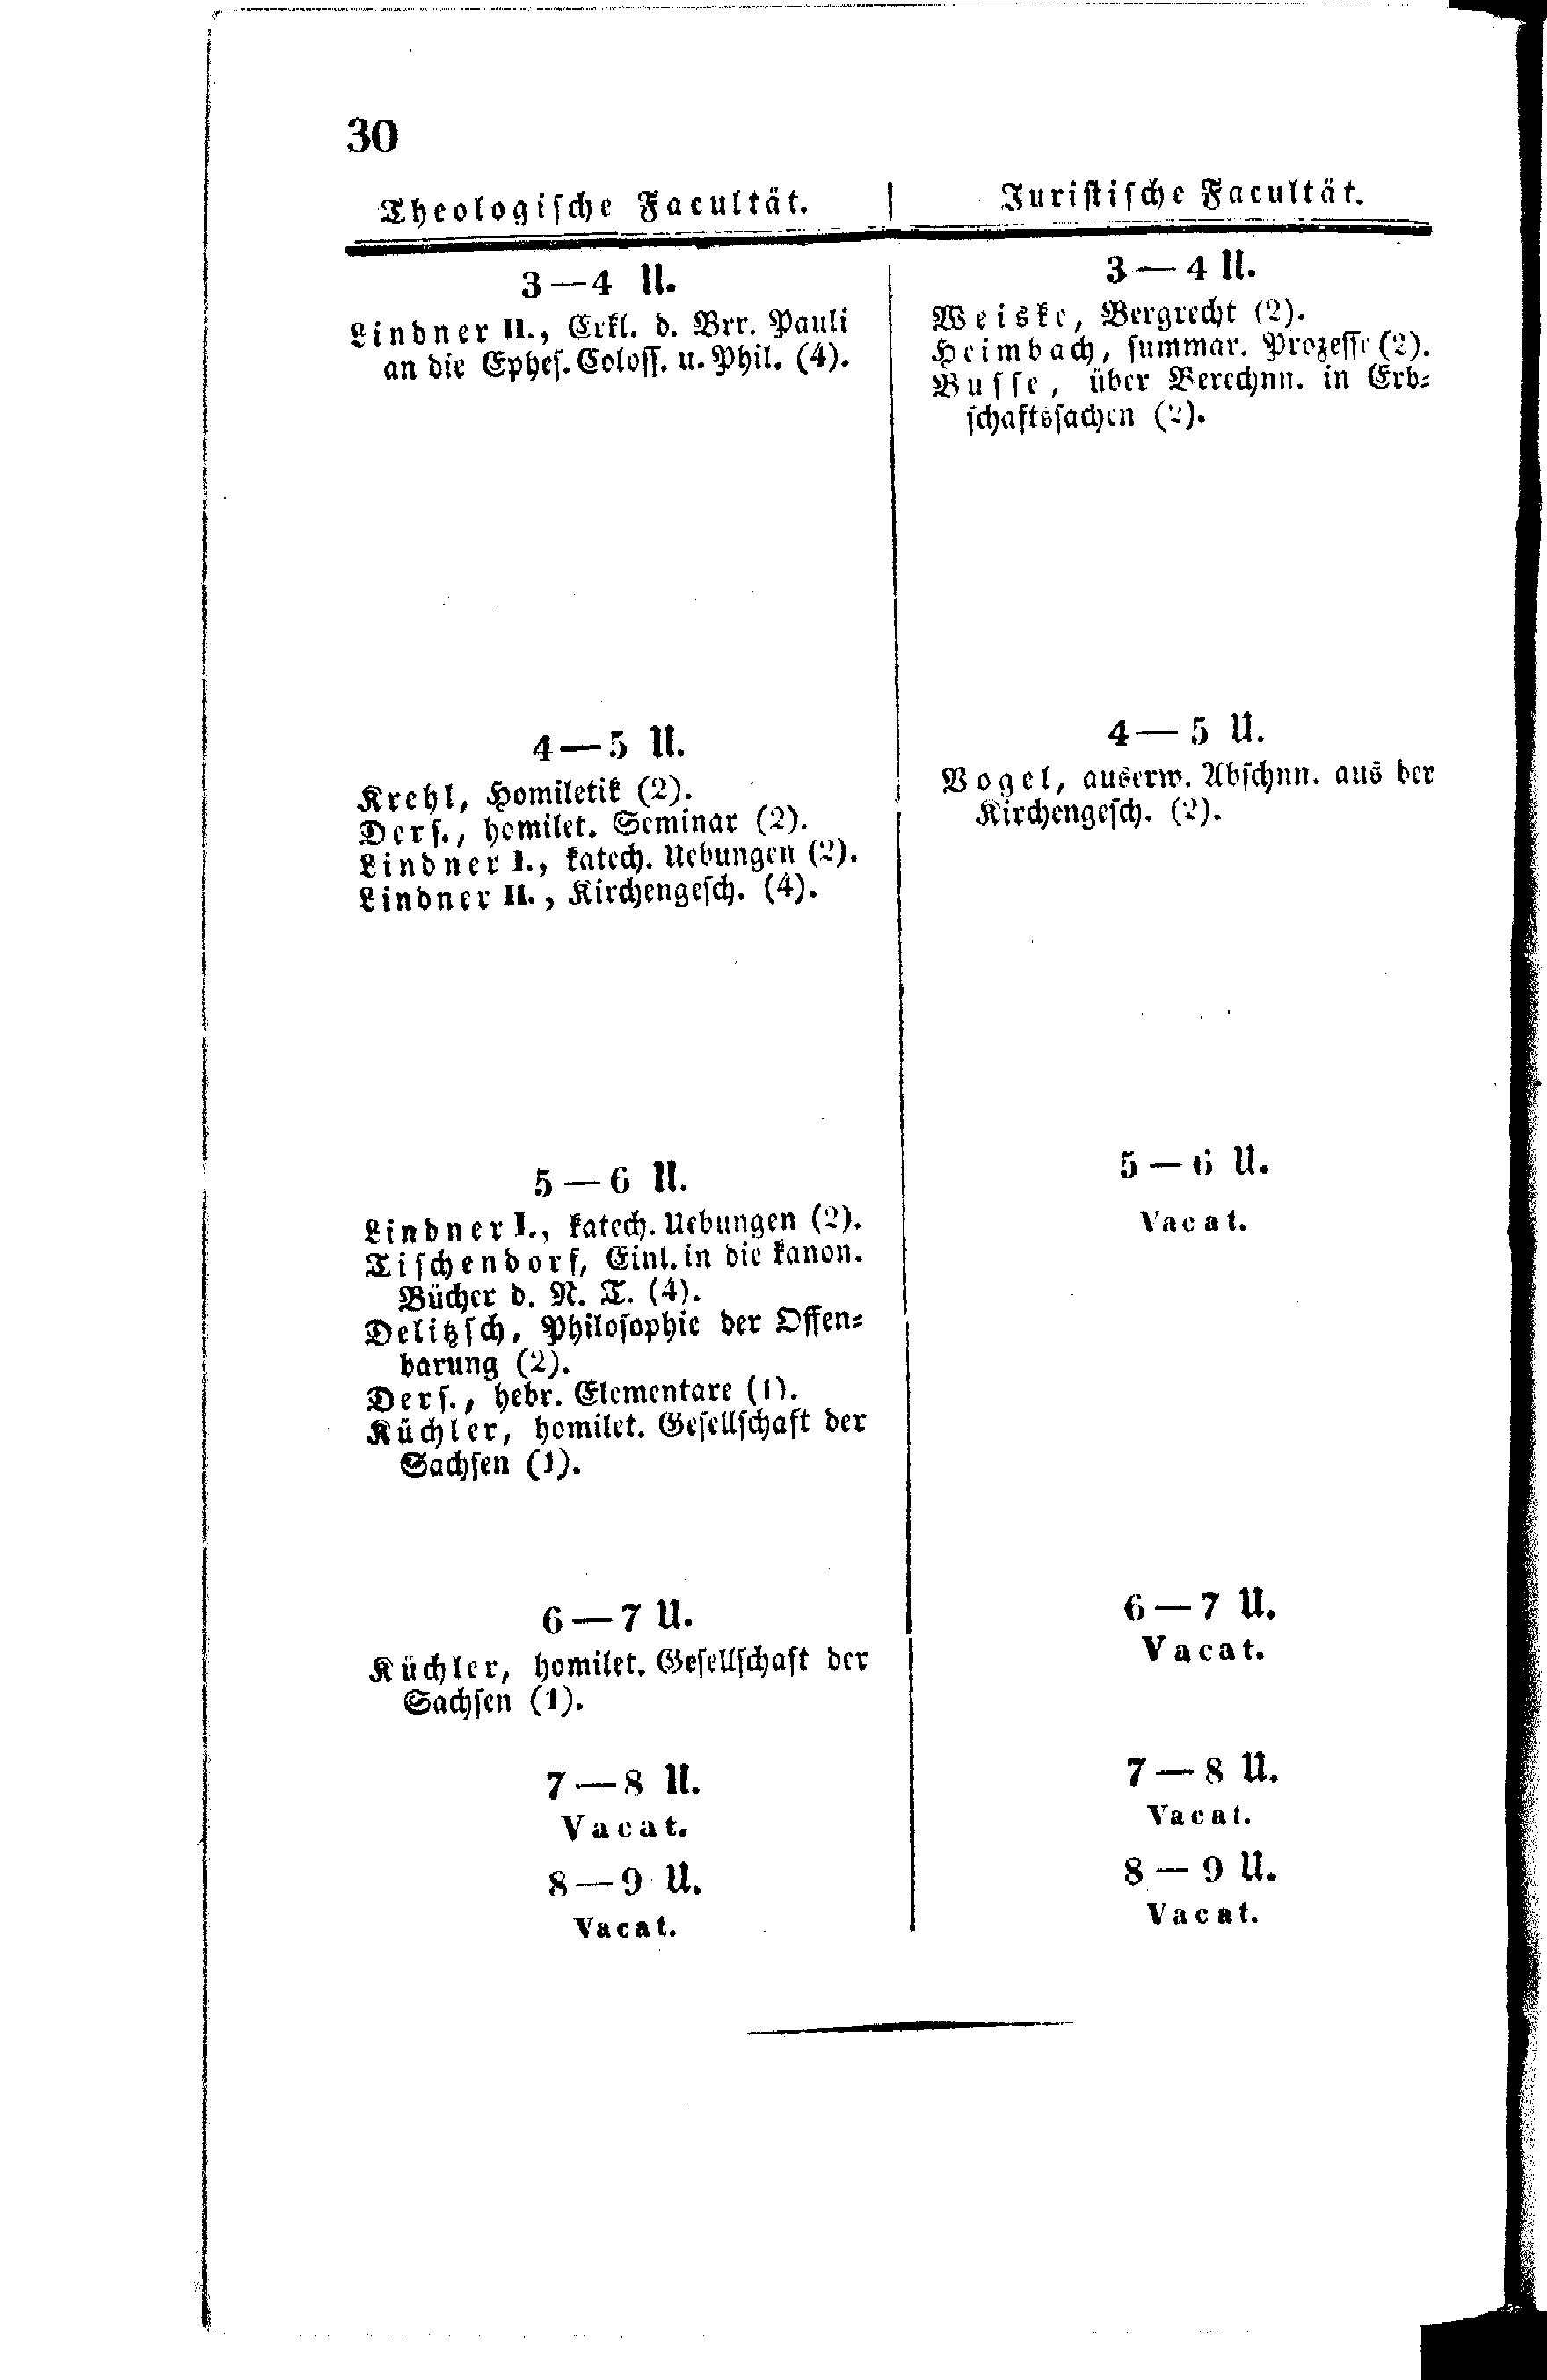 30
Theologische Facultät.
3—4 U.
Lindner II., Erkl. d. Brr. Pauli
an die Ephes. Coloss. u. Phil. (4).
4—5 U.
Krehl, Homiletik (2).
Ders., homilet. Seminar (2).
Lindner I., katech. Uebungen (2).
Lindner II., Kirchengesch. (4).
5—6 U.
Lindner I., katech. Uebungen (2).
Tischendorf, Einl. in die kanon.
Bücher d. N. T. (4).
Delitzsch, Philosophie der Offen-
barung (2).
Ders., hebr. Elementare (1).
Küchler, homilet. Gesellschaft der
Sachsen (1).
6—7 U.
Küchler, homilet. Gesellschaft der
Sachsen (1).
7—8 U.
Vacat.
8—9 U.
Vacat.
Juristische Facultät.
3—4 U.
Weiske, Bergrecht (2).
Heimbach, summar. Prozesse (2).
Busse, über Berechnn. in Erb-
schaftssachen (2).
4—5 U.
Vogel, auserw. Abschnn. aus der
Kirchengesch. (2).
5—6 U.
Vacat.
6—7 U.
Vacat.
7—8 U.
Vacat.
8—9 U.
Vacat.